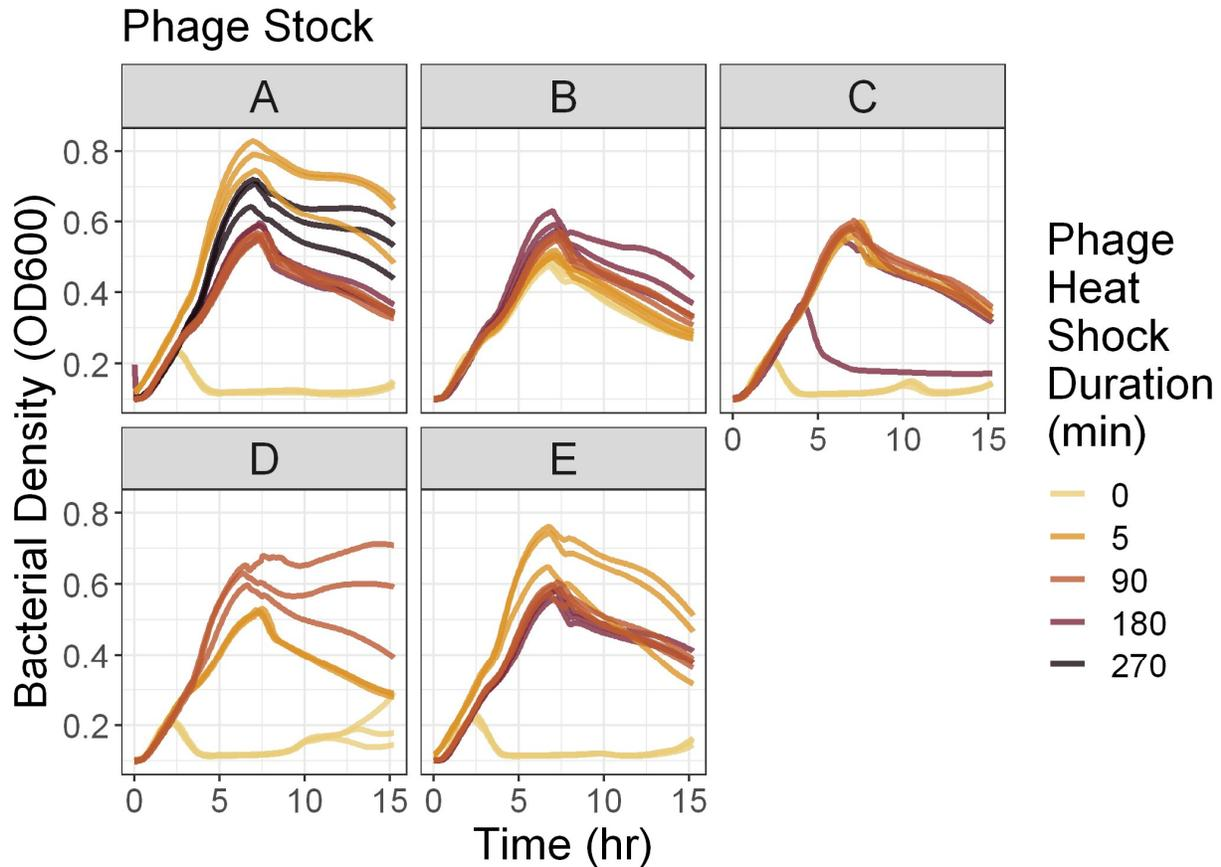 Phage Stock
A
B
C
0.8
0.6
0.4
0.2
0
5
10
15
D
E
0.8
0.6
0.4
0.2
0
5
10
15
0
5
10
15
Bacterial Density (OD600)
Time (hr)
Phage
Heat
Shock
Duration
(min)
0
5
90
180
270